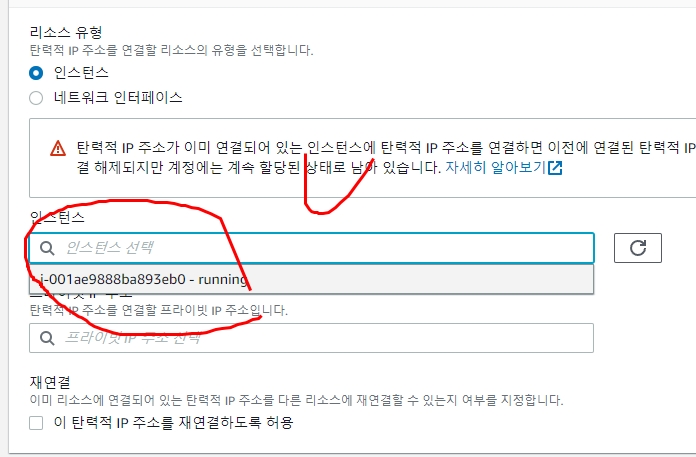 리소스 유형
탄력적 IP 주소를 연결할 리소스의 유형을 선택합니다.
인스턴스
네트워크 인터페이스
탄력적 IP 주소가 이미 연결되어 있는 인스턴스에 탄력적 IP 주소를 연결하면 이전에 연결된 탄력적 IP
결 해제되지만 계정에는 계속 할당된 상태로 남아 있습니다. 자세히 알아보기
인스턴스
인스턴스 선택
i-001ae9888ba893eb0 - running
프라이빗 IP 주소
탄력적 IP 주소를 연결할 프라이빗 IP 주소입니다.
프라이빗 IP 주소 선택
재연결
이미 리소스에 연결되어 있는 탄력적 IP 주소를 다른 리소스에 재연결할 수 있는지 여부를 지정합니다.
이 탄력적 IP 주소를 재연결하도록 허용